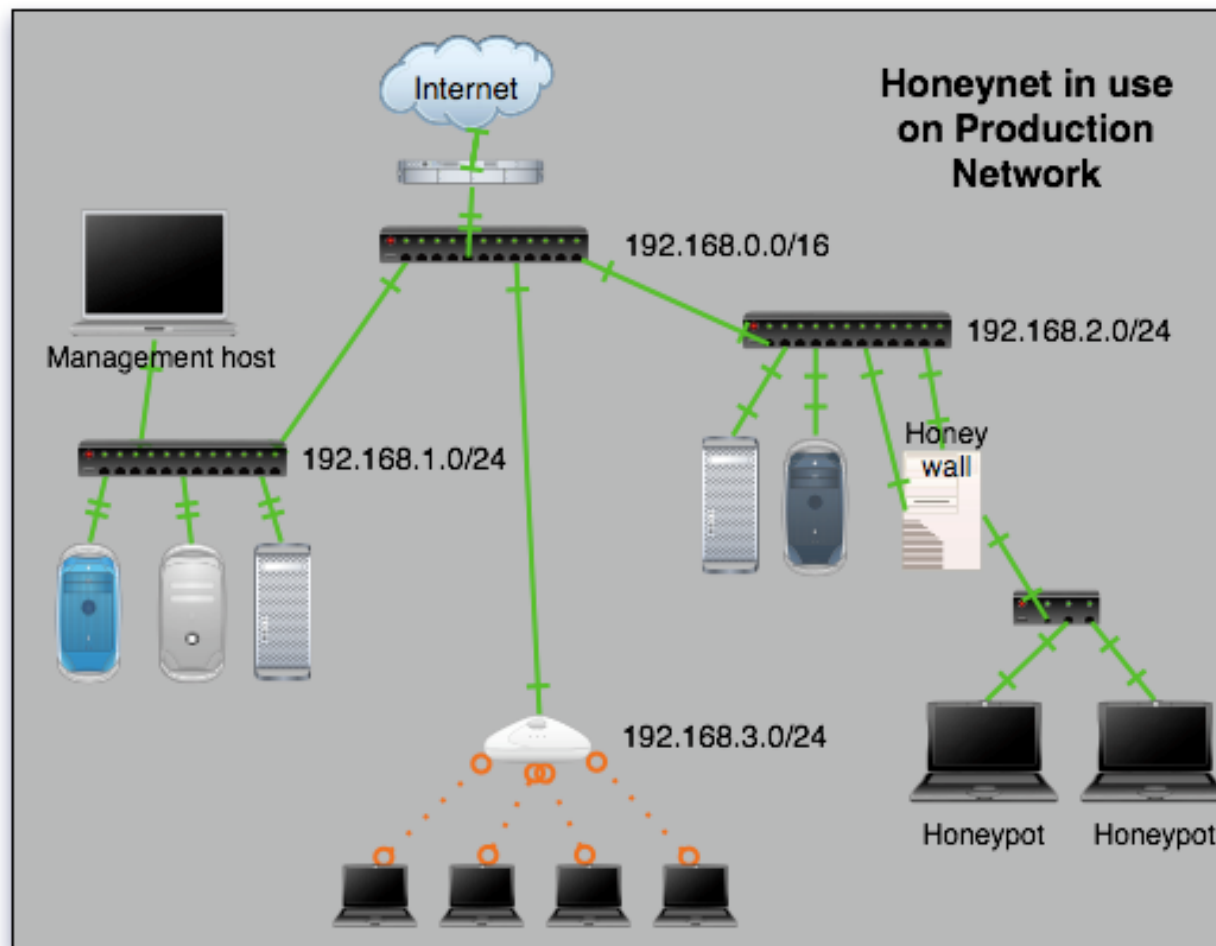 Internet
Honeynet in use
on Production
Network
192.168.0.0/16
192.168.2.0/24
Management host
192.168.1.0/24
Honey
wall
192.168.3.0/24
Honeypot
Honeypot